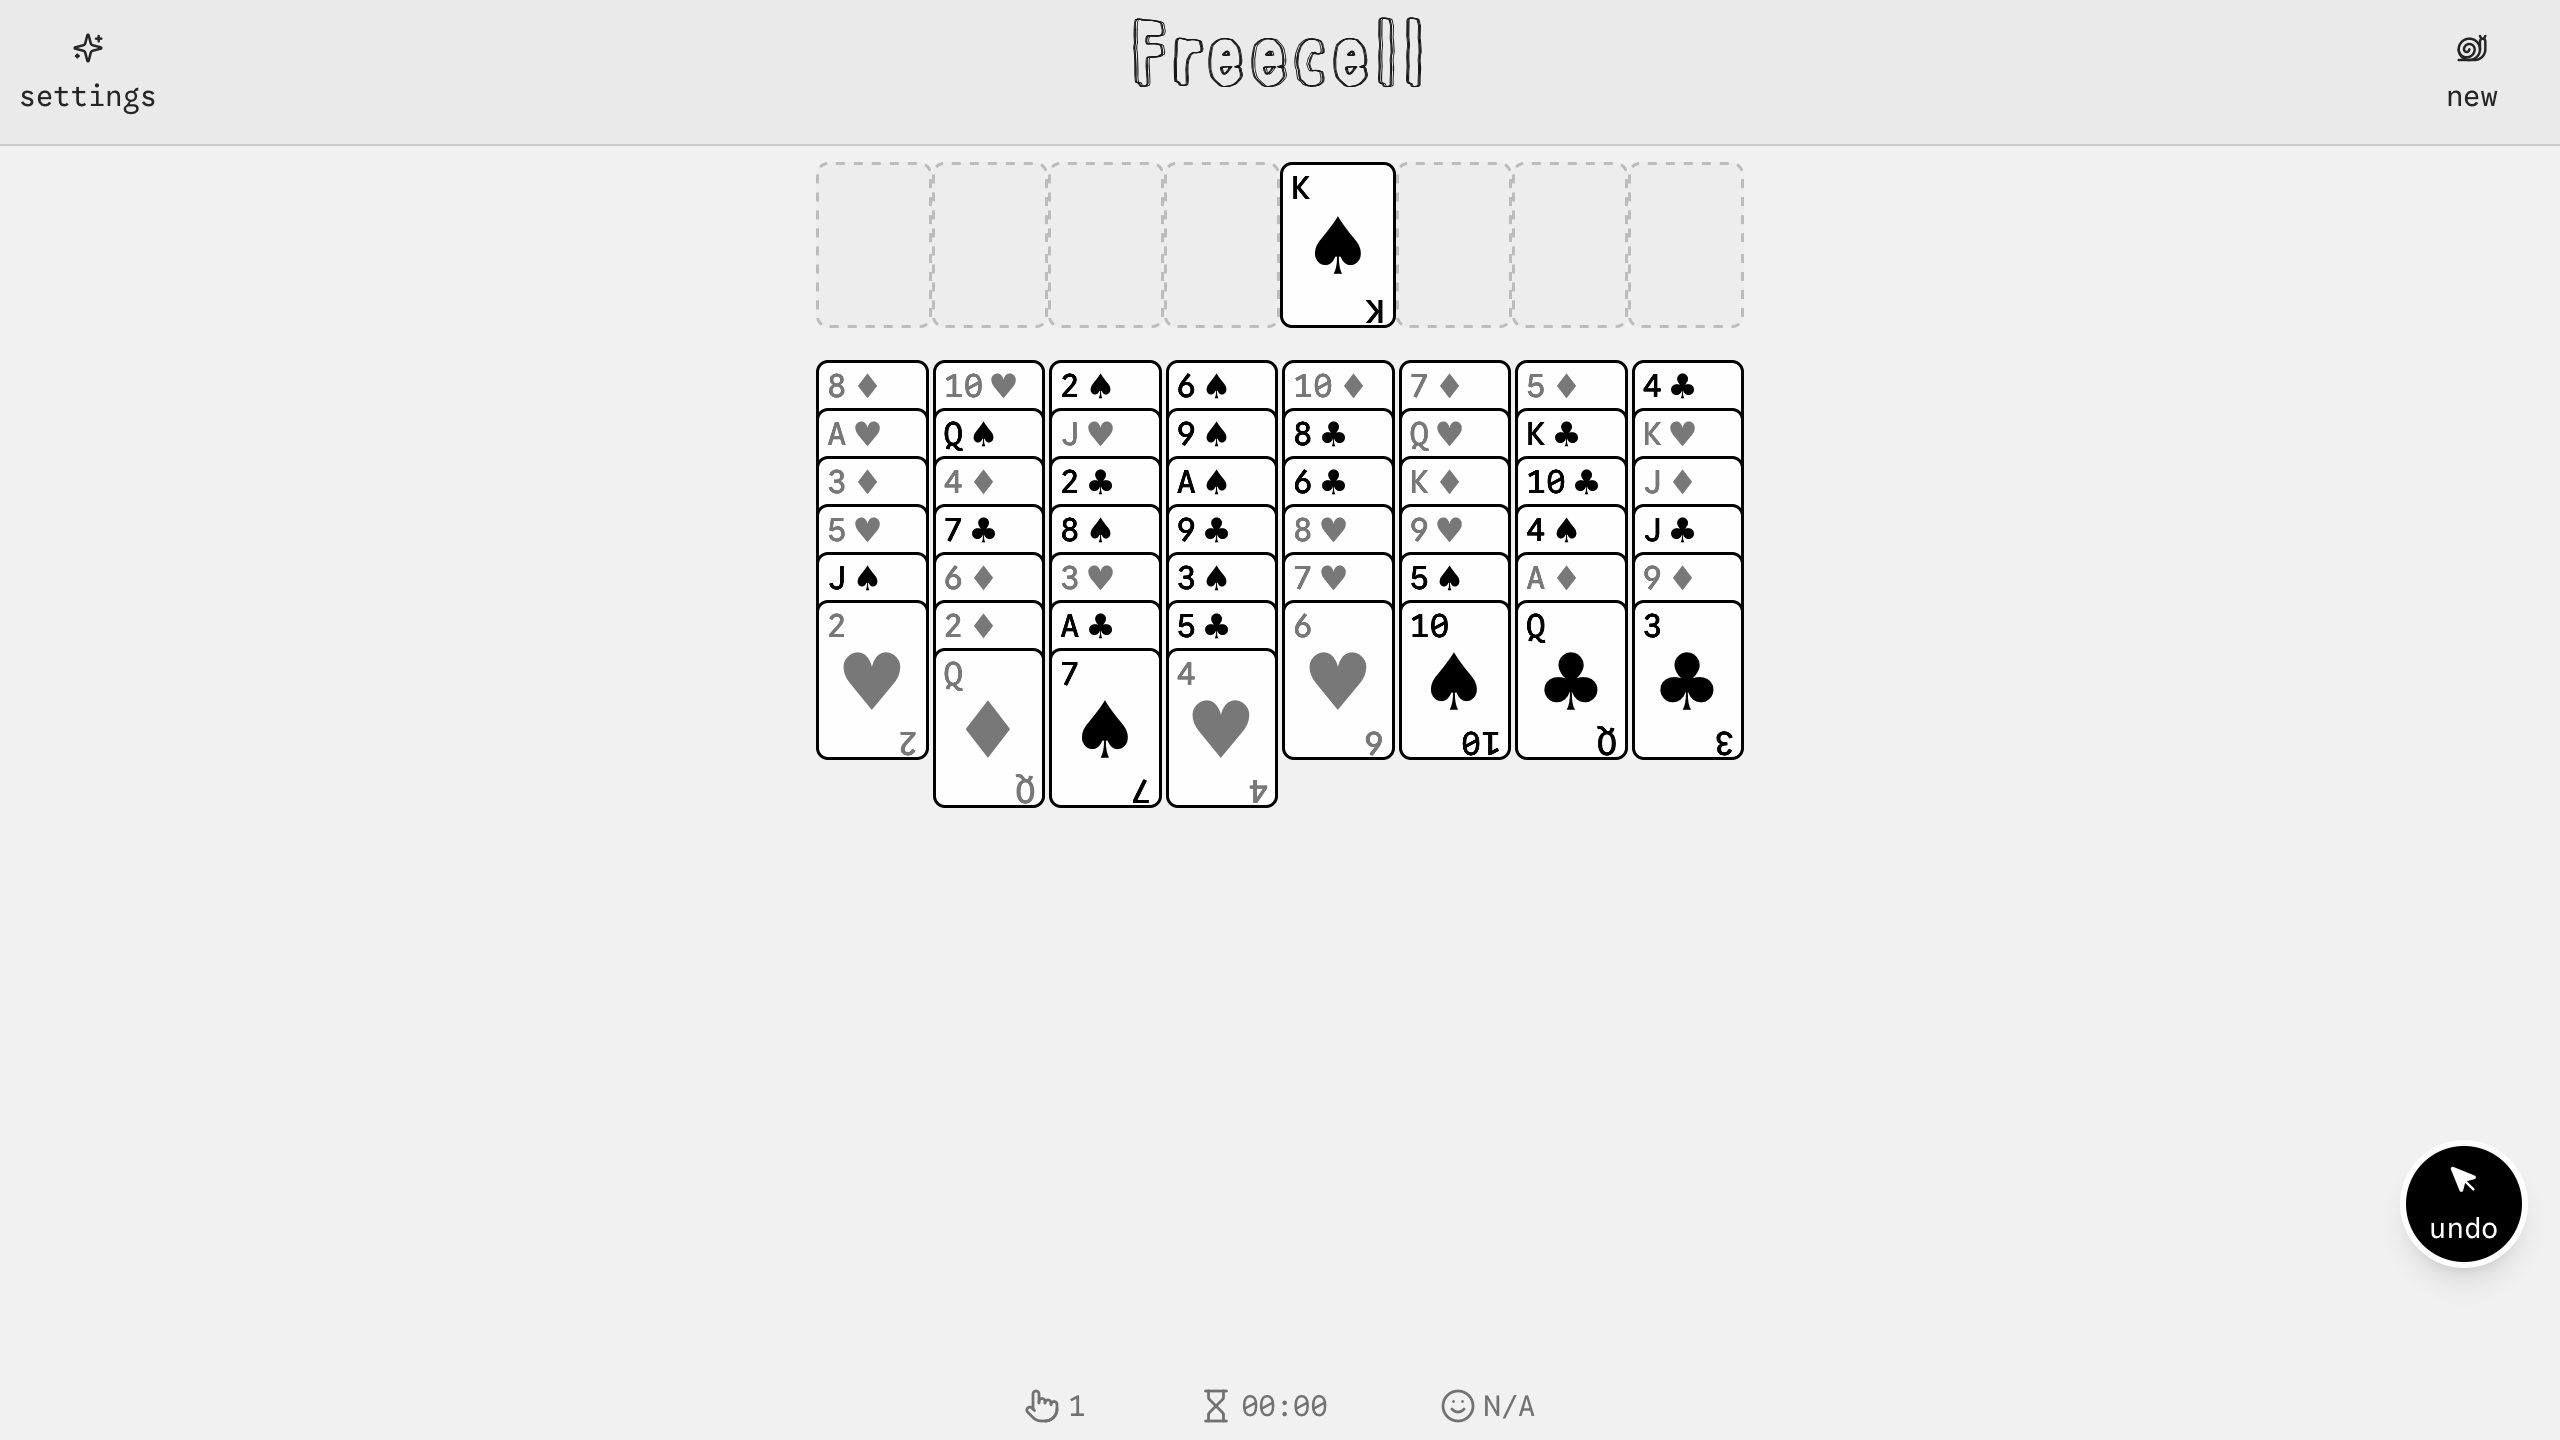 Freecell
settings
new
K
K
8♦ 10♥ 2♠ 6♠ 10♦ 7♦ 5♦ 4♣
A♥ Q♠ J♥ 9♠ 8♣ Q♥ K♣ K♥
3♦ 4♦ 2♣ A♠ 6♣ K♦ 10♣ J♦
5♥ 7♣ 8♠ 9♣ 8♥ 9♥ 4♠ J♣
J♠ 6♦ 3♥ 3♠ 7♥ 5♠ A♦ 9♦
2 2♦ A♣ 5♣ 6 10 Q 3
Q 7 4
2 6 10 Q 3
Q 7 4
undo
1 00:00 N/A